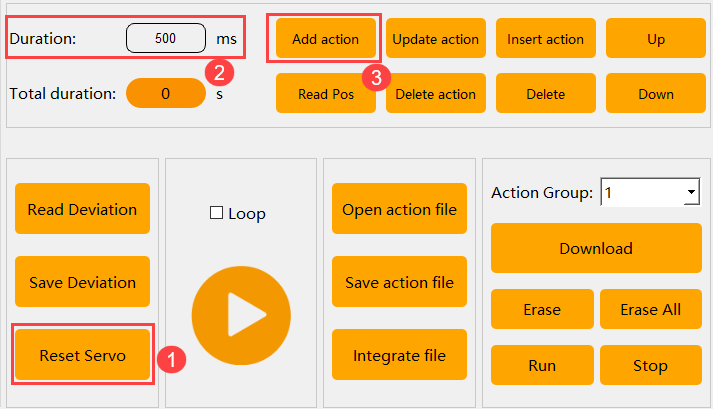 Duration: 500 ms
2
Add action Update action Insert action Up
3
Total duration: 0 s
Read Pos Delete action Delete Down
Read Deviation
Save Deviation
Reset Servo
1
Loop
Open action file
Save action file
Integrate file
Action Group: 1
Download
Erase Erase All
Run Stop